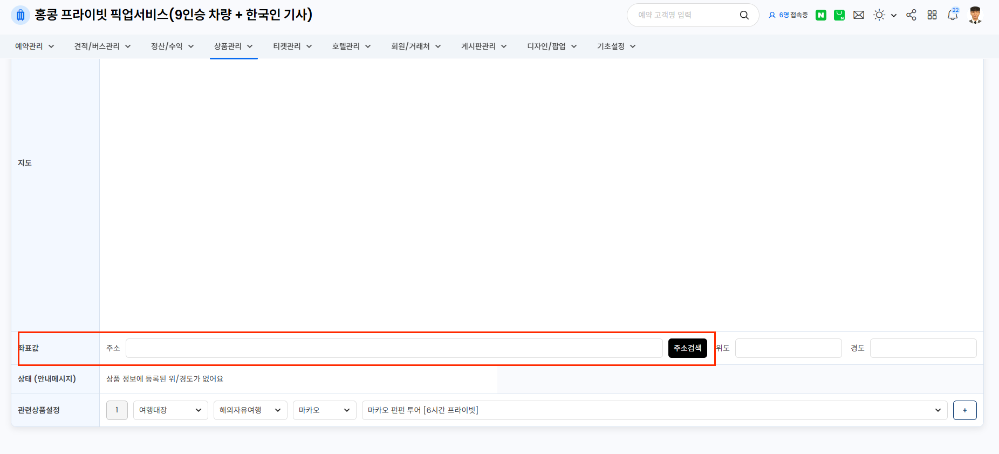 홍콩 프라이빗 픽업서비스(9인승 차량 + 한국인 기사)
예약 고객명 입력
6명 접속중
N
N
22
예약관리 견적/버스관리 정산/수익 상품관리 티켓관리 호텔관리 회원/거래처 게시판관리 디자인/팝업 기초설정
지도
좌표값 주소 주소검색 위도 경도
상태 (안내메시지) 상품 정보에 등록된 위/경도가 없어요
관련상품설정 1 여행대장 해외자유여행 마카오 마카오 펀펀 투어 [6시간 프라이빗] +